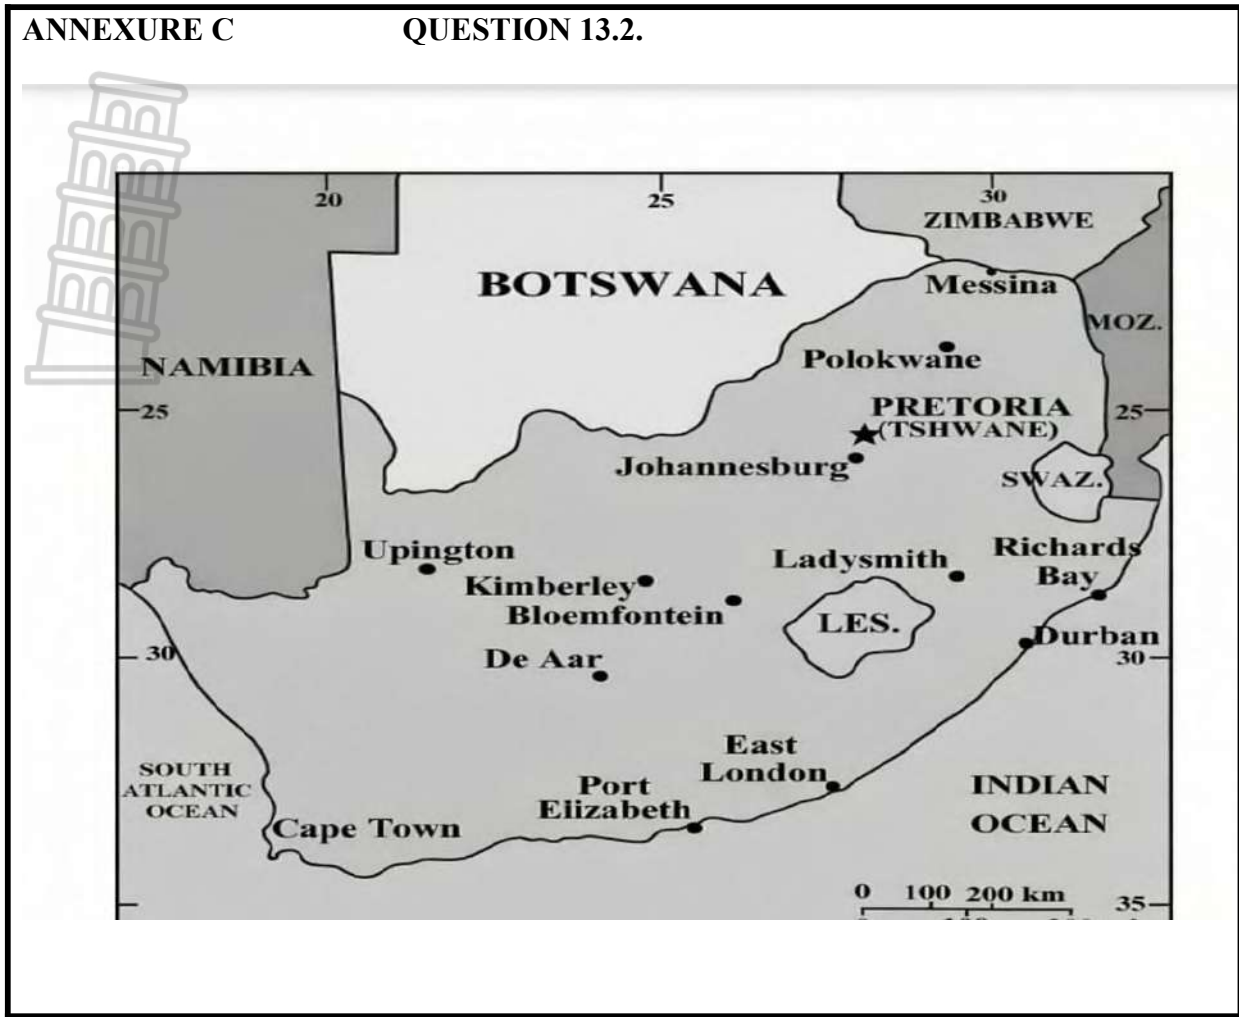 ANNEXURE C QUESTION 13.2.
20 25 30
ZIMBABWE
BOTSWANA
Messina
MOZ.
NAMIBIA
Polokwane
25 PRETORIA 25
(TSHWANE)
Johannesburg
SWAZ.
Upington
Ladysmith
Richards
Bay
Kimberley
Bloemfontein
LES.
Durban
30 De Aar 30
East
London
SOUTH
ATLANTIC
OCEAN
Port
Eiizabeth
INDIAN
OCEAN
Cape Town
0 100 200 km
35